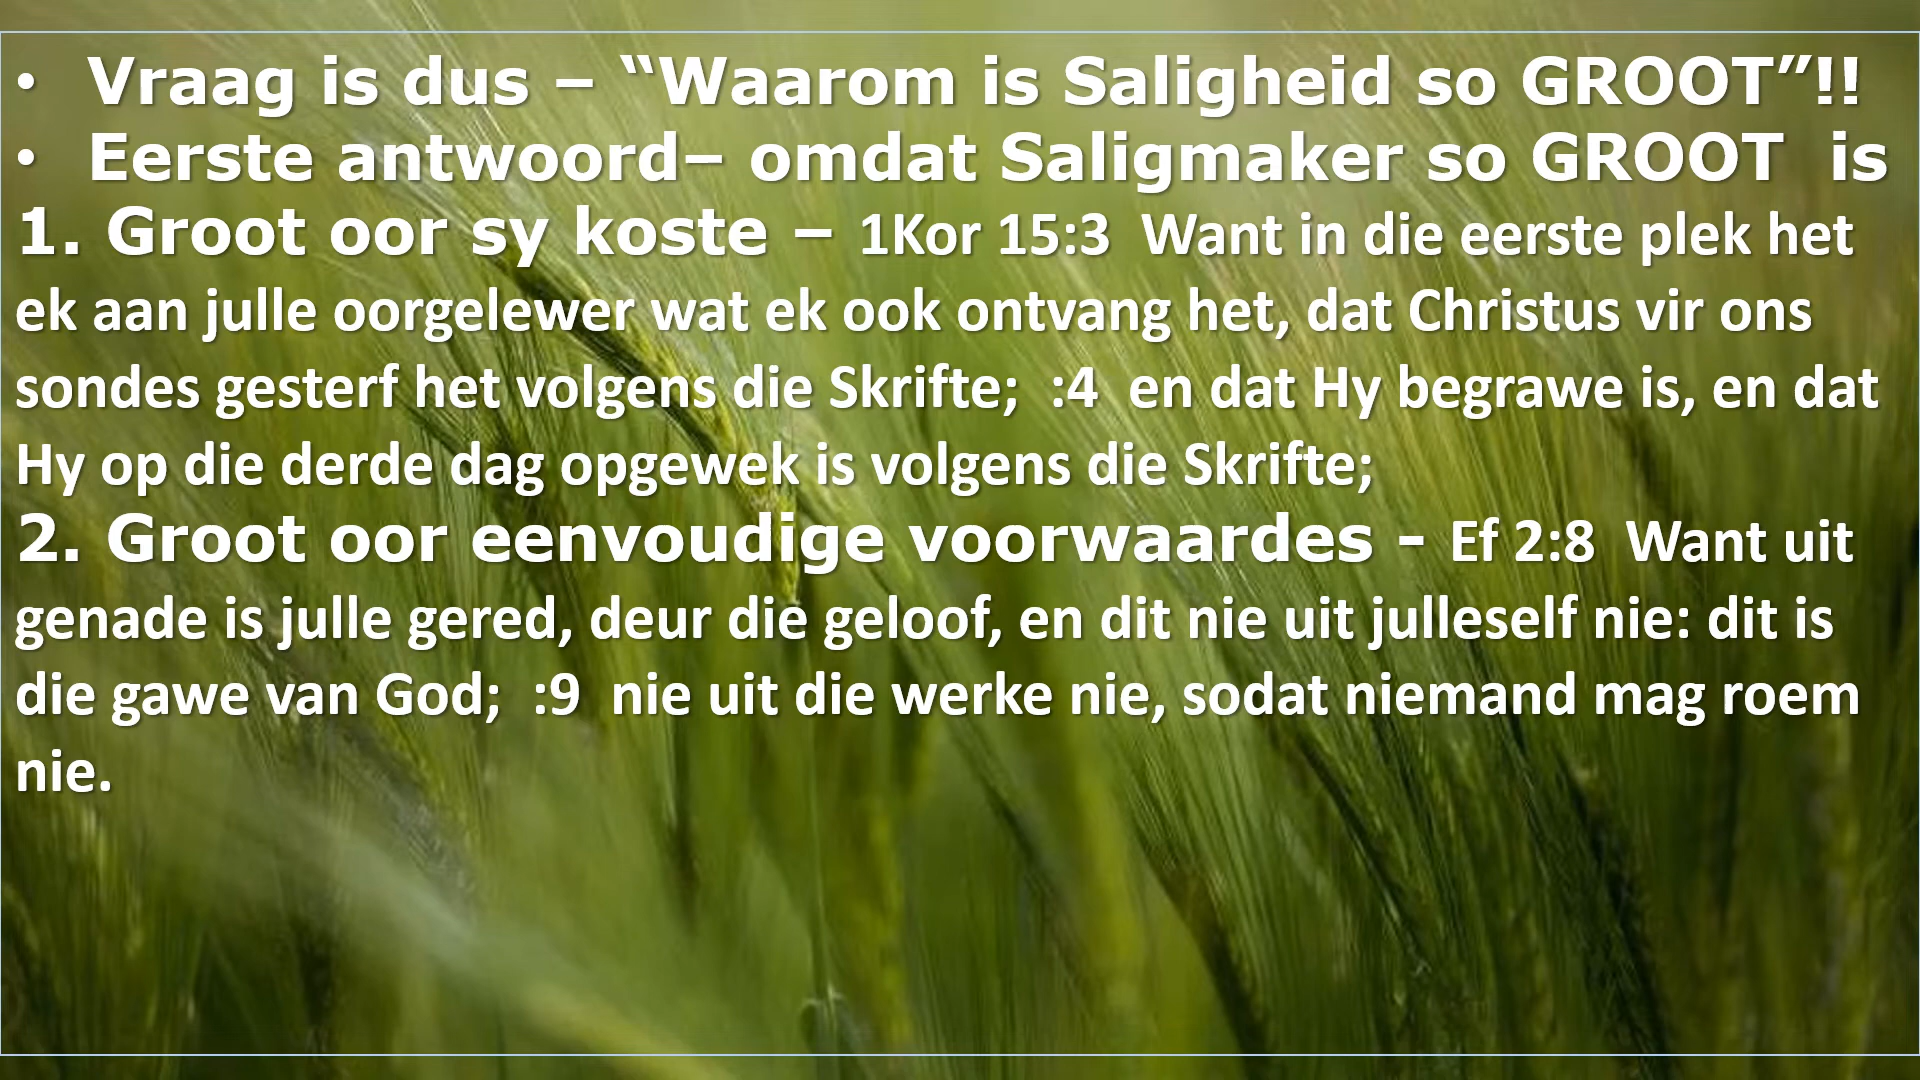 • Vraag is dus – “Waarom is Saligheid so GROOT”!!
• Eerste antwoord– omdat Saligmaker so GROOT  is
1. Groot oor sy koste – 1Kor 15:3  Want in die eerste plek het
ek aan julle oorgelewer wat ek ook ontvang het, dat Christus vir ons
sondes gesterf het volgens die Skrifte;  :4  en dat Hy begrawe is, en dat
Hy op die derde dag opgewek is volgens die Skrifte;
2. Groot oor eenvoudige voorwaardes - Ef 2:8  Want uit
genade is julle gered, deur die geloof, en dit nie uit julleself nie: dit is
die gawe van God;  :9  nie uit die werke nie, sodat niemand mag roem
nie.